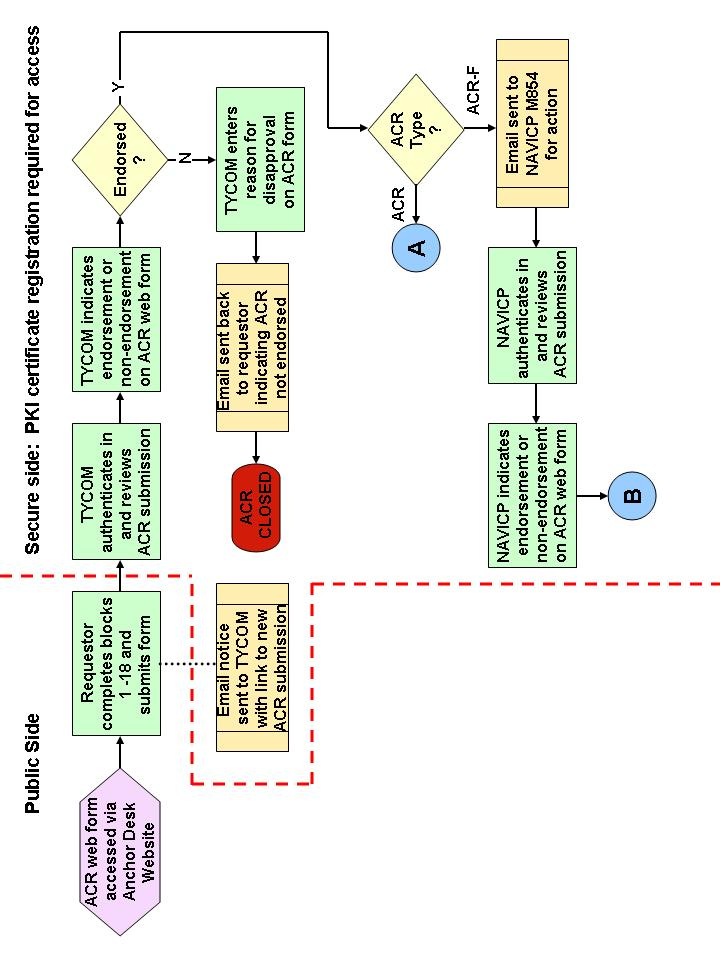 Public Side
Secure side:  PKI certificate registration required for access
ACR web form
accessed via
Anchor Desk
Website
Requestor
completes blocks
1 -18 and
submits form
Email notice
sent to TYCOM
with link to new
ACR submission
TYCOM
authenticates in
and reviews
ACR submission
TYCOM indicates
endorsement or
non-endorsement
on ACR web form
Endorsed
?
Y
N
TYCOM enters
reason for
disapproval
on ACR form
Email sent back
to requestor
indicating ACR
not endorsed
ACR
CLOSED
ACR
Type
?
ACR
A
ACR-F
Email sent to
NAVICP M854
for action
NAVICP
authenticates in
and reviews
ACR submission
NAVICP indicates
endorsement or
non-endorsement
on ACR web form
B